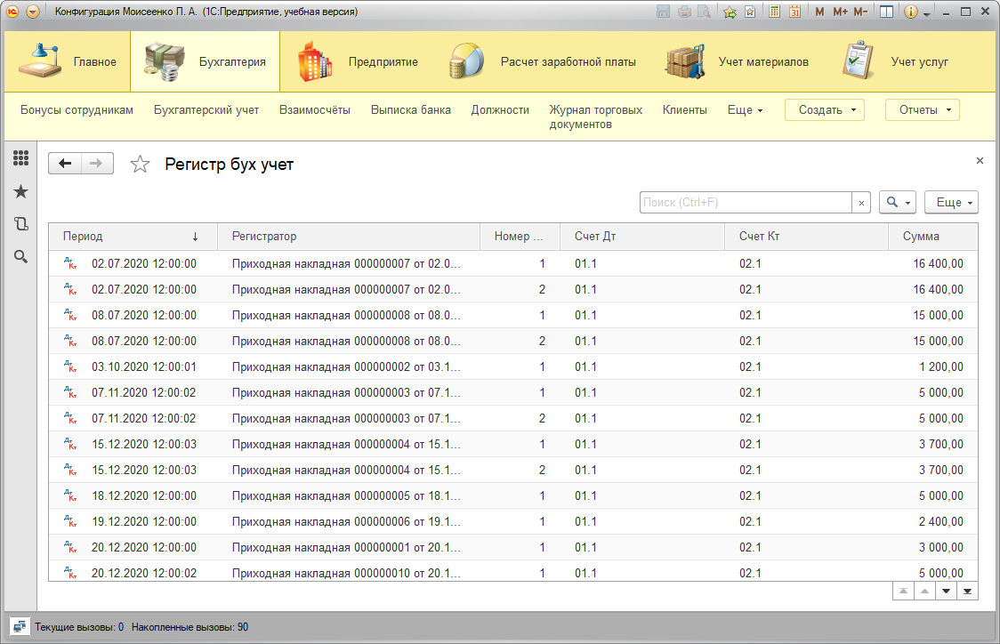 Конфигурация Моисеенко П. А. (1С:Предприятие, учебная версия)
M M+ M-
Главное Бухгалтерия Предприятие Расчет заработной платы Учет материалов Учет услуг
Бонусы сотрудникам Бухгалтерский учет Взаимосчёты Выписка банка Должности Журнал торговых документов Клиенты Еще Создать Отчеты
Регистр бух учет
Поиск (Ctrl+F) × Еще
Период ↓ Регистратор Номер ... Счет Дт Счет Кт Сумма
02.07.2020 12:00:00 Приходная накладная 000000007 от 02.0... 1 01.1 02.1 16 400,00
02.07.2020 12:00:00 Приходная накладная 000000007 от 02.0... 2 01.1 02.1 16 400,00
08.07.2020 12:00:00 Приходная накладная 000000008 от 08.0... 1 01.1 02.1 15 000,00
08.07.2020 12:00:00 Приходная накладная 000000008 от 08.0... 2 01.1 02.1 15 000,00
03.10.2020 12:00:01 Приходная накладная 000000002 от 03.1... 1 01.1 02.1 1 200,00
07.11.2020 12:00:02 Приходная накладная 000000003 от 07.1... 1 01.1 02.1 5 000,00
07.11.2020 12:00:02 Приходная накладная 000000003 от 07.1... 2 01.1 02.1 5 000,00
15.12.2020 12:00:03 Приходная накладная 000000004 от 15.1... 1 01.1 02.1 3 700,00
15.12.2020 12:00:03 Приходная накладная 000000004 от 15.1... 2 01.1 02.1 3 700,00
18.12.2020 12:00:00 Приходная накладная 000000005 от 18.1... 1 01.1 02.1 5 000,00
19.12.2020 12:00:00 Приходная накладная 000000006 от 19.1... 1 01.1 02.1 2 400,00
20.12.2020 12:00:00 Приходная накладная 000000001 от 20.1... 1 01.1 02.1 3 000,00
20.12.2020 12:00:02 Приходная накладная 000000010 от 20.1... 1 01.1 02.1 5 000,00
Текущие вызовы: 0 Накопленные вызовы: 90